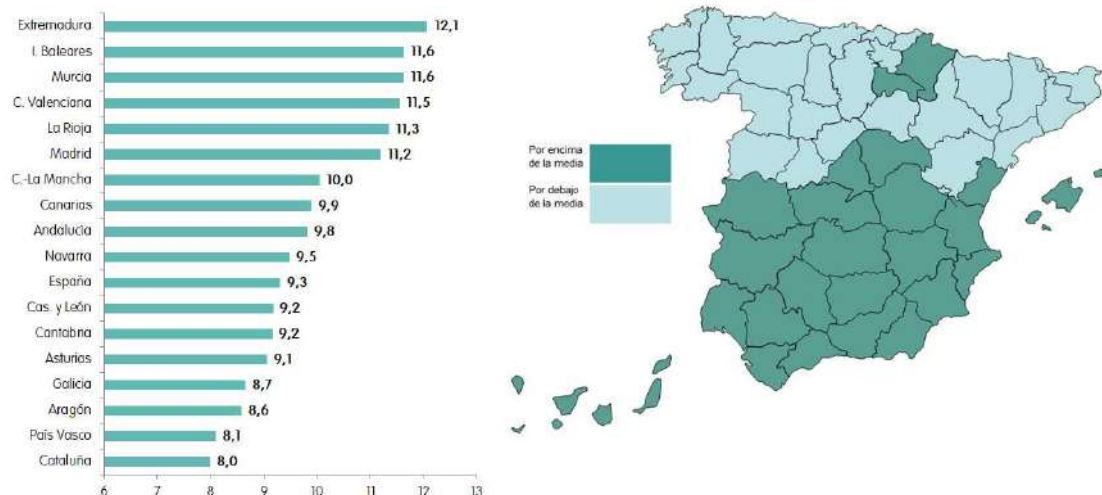 Extremadura 12,1
I. Baleares 11,6
Murcia 11,6
C. Valenciana 11,5
La Rioja 11,3
Madrid 11,2
C.-La Mancha 10,0
Canarias 9,9
Andalucía 9,8
Navarra 9,5
España 9,3
Cas. y León 9,2
Cantabria 9,2
Asturias 9,1
Galicia 8,7
Aragón 8,6
País Vasco 8,1
Cataluña 8,0
6 7 8 9 10 11 12 13
Por encima
de la media
Por debajo
de la media